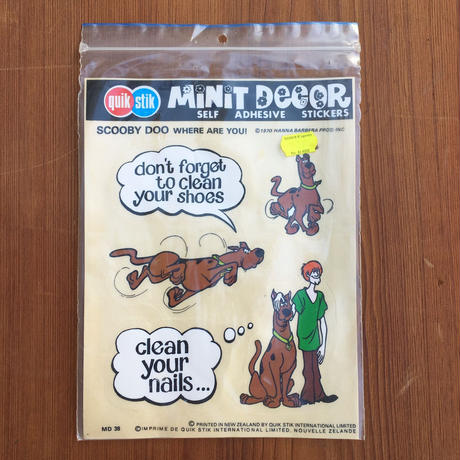 quik stik MiNiT DECOR
SELF ADHESIVE STICKERS
SCOOBY DOO WHERE ARE YOU! ©1970 HANNA BARBERA PROD INC
don't forget
to clean
your shoes
clean
your
nails...
© PRINTED IN NEW ZEALAND BY QUIK STIK INTERNATIONAL LIMITED
MD 38 ©IMPRIME DE QUIK STIK INTERNATIONAL LIMITED. NOUVELLE ZELANDE